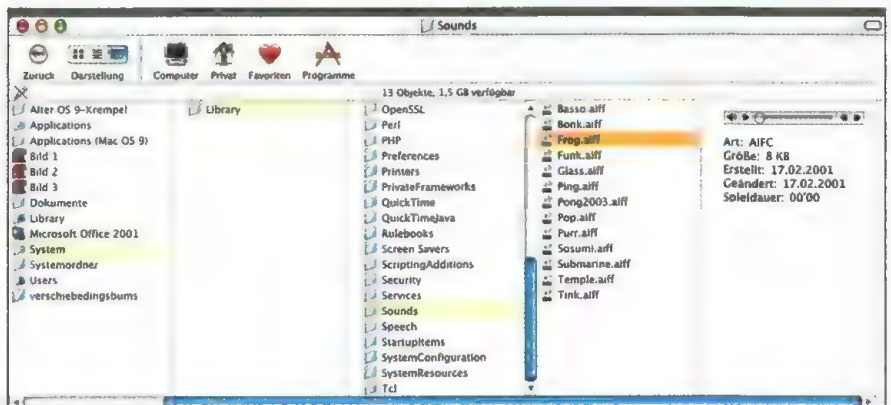 Sounds
Zurück Darstellung Computer Privat Favoriten Programme
13 Objekte, 1,5 GB verfügbar
Alter OS 9-Krempel
Applications
Applications (Mac OS 9)
Bild 1
Bild 2
Bild 3
Dokumente
Library
Microsoft Office 2001
System
Systemordner
Users
verschiebedingsbums
Library
OpenSSL
Perl
PHP
Preferences
Printers
PrivateFrameworks
QuickTime
QuickTimeJava
Rulebooks
Screen Savers
ScriptingAdditions
Security
Services
Sounds
Speech
StartupItems
SystemConfiguration
SystemResources
Tcl
Basso.aiff
Bonk.aiff
Frog.aiff
Funk.aiff
Glass.aiff
Ping.aiff
Pong2003.aiff
Pop.aiff
Purr.aiff
Sosumi.aiff
Submarine.aiff
Temple.aiff
Tink.aiff
Art: AIFC
Größe: 8 KB
Erstellt: 17.02.2001
Geändert: 17.02.2001
Spieldauer: 00'00